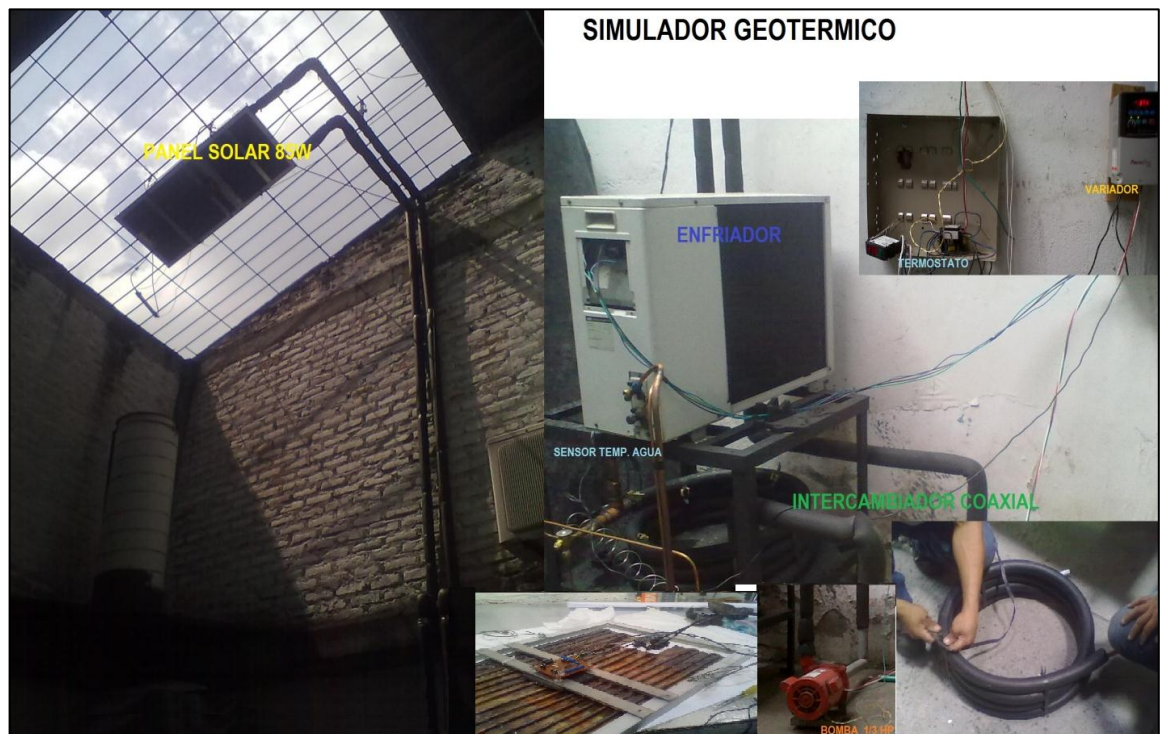 SIMULADOR GEOTERMICO
PANEL SOLAR 85W
ENFRIADOR
VARIADOR
TERMOSTATO
SENSOR TEMP. AGUA
INTERCAMBIADOR COAXIAL
BOMBA 1/3 HP